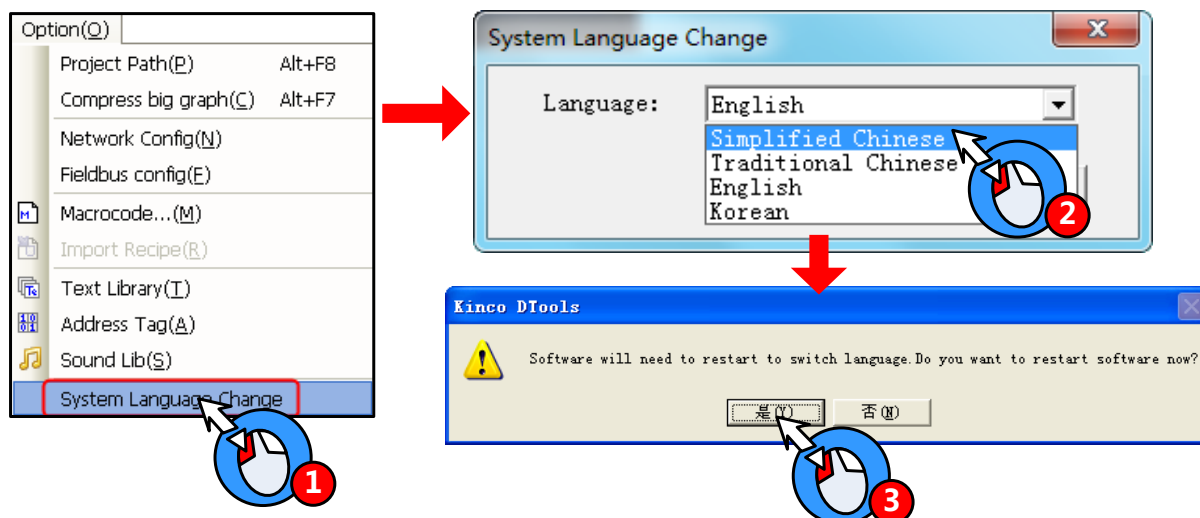 Option(O)
Project Path(P) Alt+F8
Compress big graph(C) Alt+F7
Network Config(N)
Fieldbus config(F)
Macrocode...(M)
Import Recipe(R)
Text Library(T)
Address Tag(A)
Sound Lib(S)
System Language Change
1
System Language Change
Language: English
Simplified Chinese
Traditional Chinese
English
Korean
2
Kinco DTools
Software will need to restart to switch language.Do you want to restart software now?
是(Y) 否(N)
3